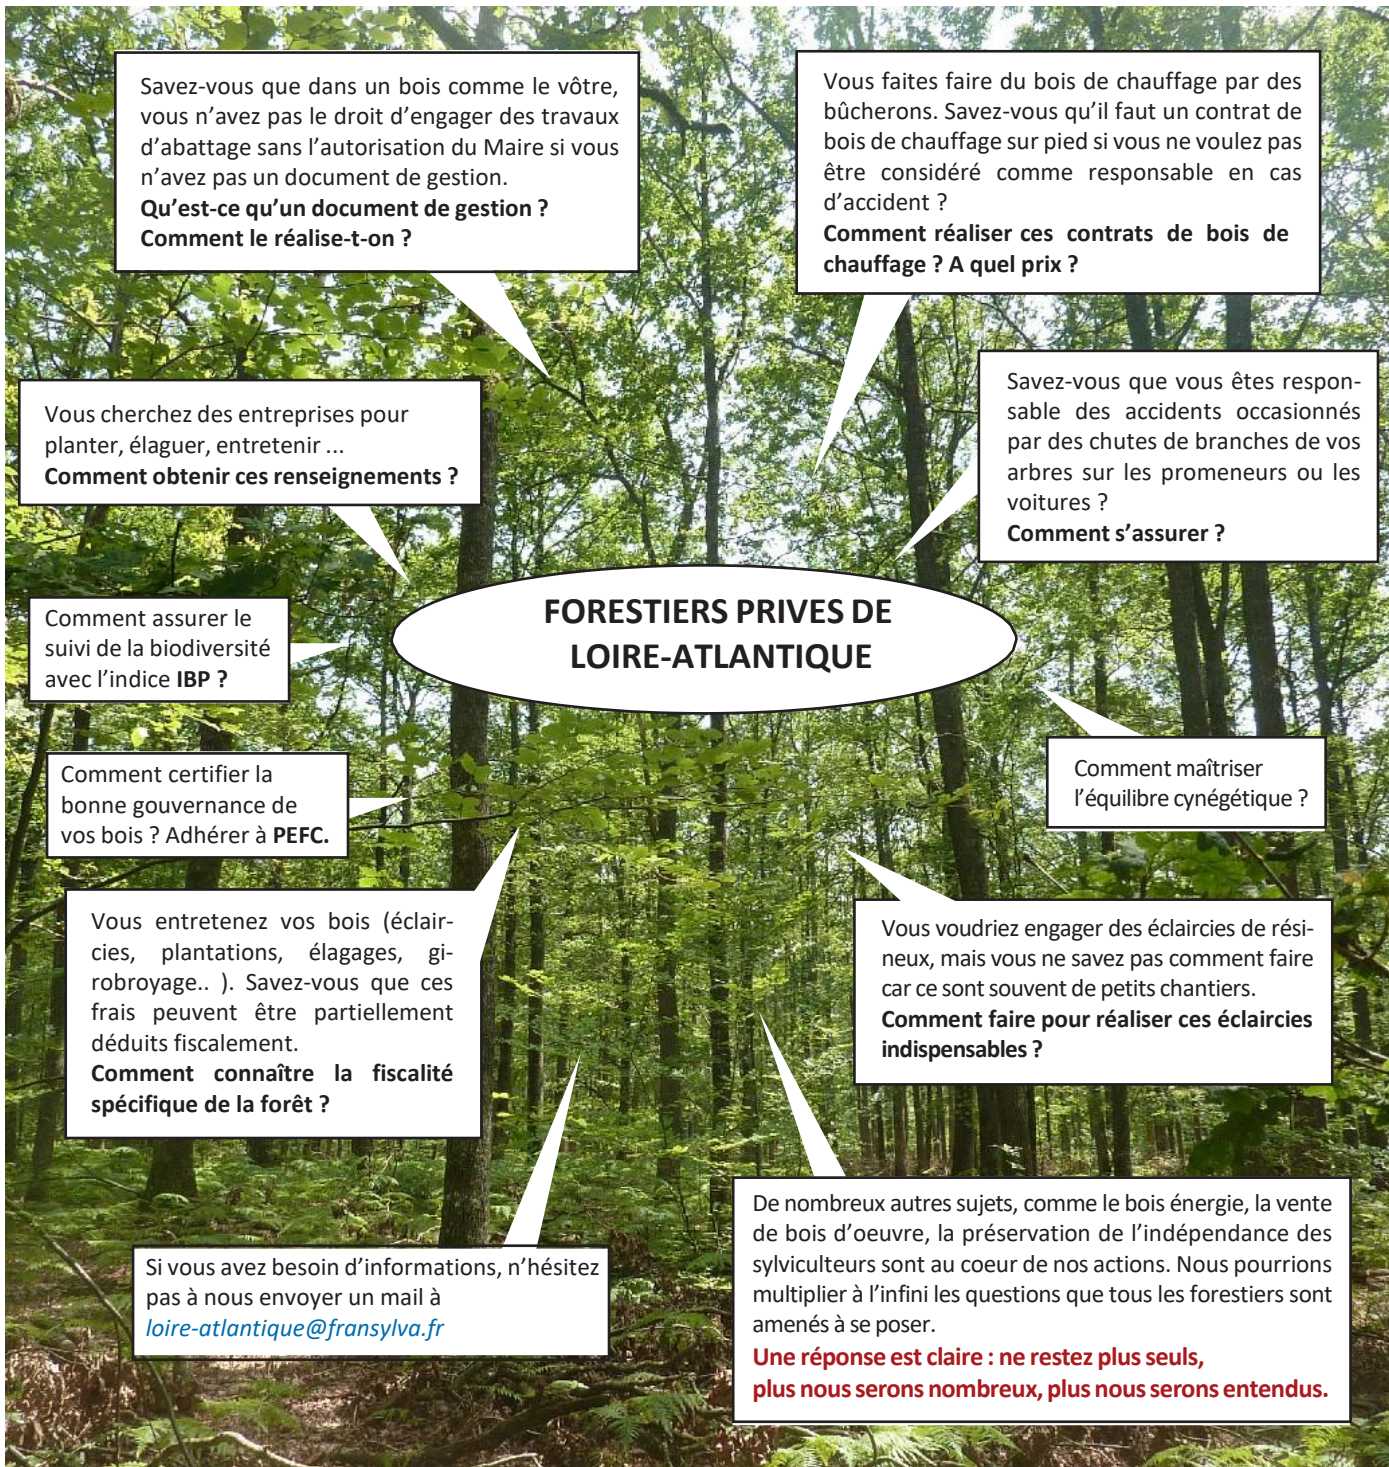 Savez-vous que dans un bois comme le vôtre,
vous n’avez pas le droit d’engager des travaux
d’abattage sans l’autorisation du Maire si vous
n’avez pas un document de gestion.
Qu’est-ce qu’un document de gestion ?
Comment le réalise-t-on ?
Vous faites faire du bois de chauffage par des
bûcherons. Savez-vous qu’il faut un contrat de
bois de chauffage sur pied si vous ne voulez pas
être considéré comme responsable en cas
d’accident ?
Comment réaliser ces contrats de bois de
chauffage ? A quel prix ?
Vous cherchez des entreprises pour
planter, élaguer, entretenir ...
Comment obtenir ces renseignements ?
Savez-vous que vous êtes respon-
sable des accidents occasionnés
par des chutes de branches de vos
arbres sur les promeneurs ou les
voitures ?
Comment s’assurer ?
FORESTIERS PRIVES DE
LOIRE-ATLANTIQUE
Comment assurer le
suivi de la biodiversité
avec l’indice IBP ?
Comment certifier la
bonne gouvernance de
vos bois ? Adhérer à PEFC.
Comment maîtriser
l’équilibre cynégétique ?
Vous entretenez vos bois (éclair-
cies, plantations, élagages, gi-
robroyage.. ). Savez-vous que ces
frais peuvent être partiellement
déduits fiscalement.
Comment connaître la fiscalité
spécifique de la forêt ?
Vous voudriez engager des éclaircies de rési-
neux, mais vous ne savez pas comment faire
car ce sont souvent de petits chantiers.
Comment faire pour réaliser ces éclaircies
indispensables ?
Si vous avez besoin d’informations, n’hésitez
pas à nous envoyer un mail à
loire-atlantique@fransylva.fr
De nombreux autres sujets, comme le bois énergie, la vente
de bois d’oeuvre, la préservation de l’indépendance des
sylviculteurs sont au coeur de nos actions. Nous pourrions
multiplier à l’infini les questions que tous les forestiers sont
amenés à se poser.
Une réponse est claire : ne restez plus seuls,
plus nous serons nombreux, plus nous serons entendus.